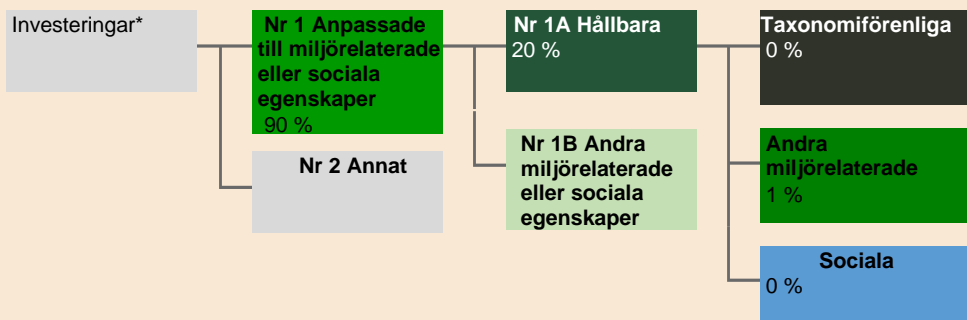 Investeringar*
Nr 1 Anpassade
till miljörelaterade
eller sociala
egenskaper
90 %
Nr 2 Annat
Nr 1A Hållbara
20 %
Nr 1B Andra
miljörelaterade
eller sociala
egenskaper
Taxonomiförenliga
0 %
Andra
miljörelaterade
1 %
Sociala
0 %